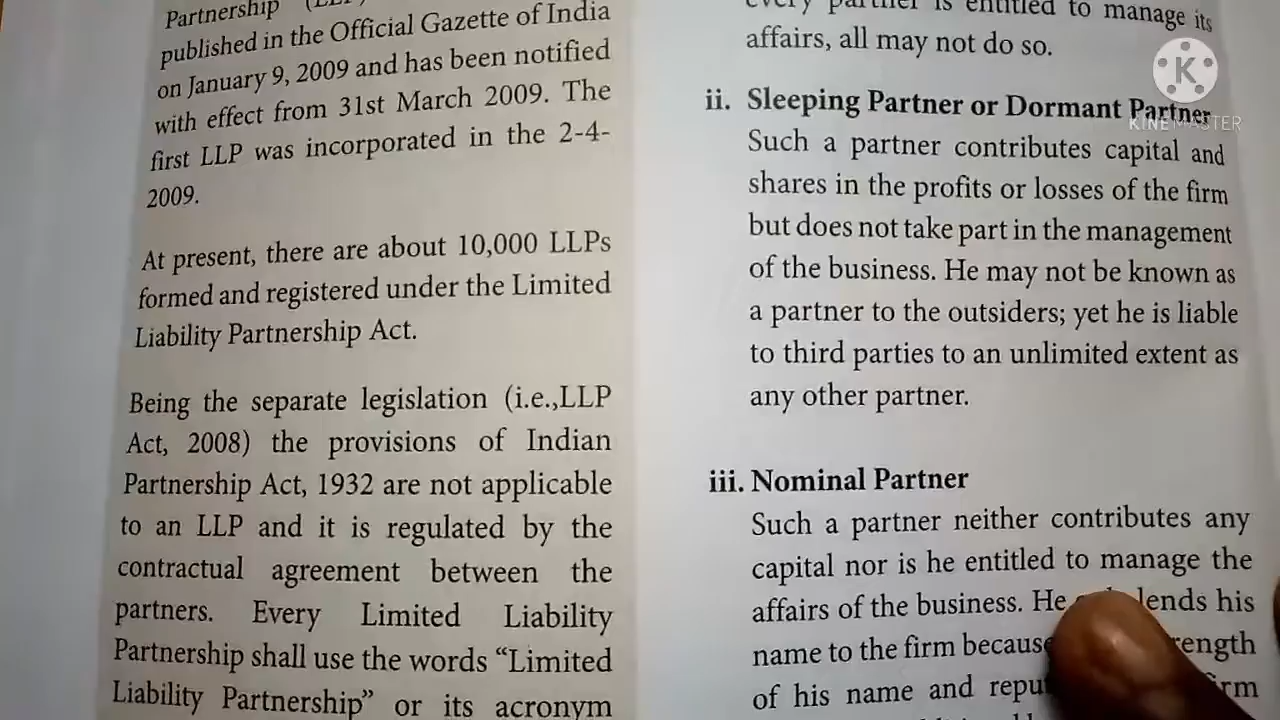 Partnership
published in the Official Gazette of India
on January 9, 2009 and has been notified
with effect from 31st March 2009. The
first LLP was incorporated in the 2-4-
2009.
At present, there are about 10,000 LLPs
formed and registered under the Limited
Liability Partnership Act.
Being the separate legislation (i.e.,LLP
Act, 2008) the provisions of Indian
Partnership Act, 1932 are not applicable
to an LLP and it is regulated by the
contractual agreement between the
partners. Every Limited Liability
Partnership shall use the words “Limited
Liability Partnership” or its acronym
every partner is entitled to manage its
affairs, all may not do so.
ii. Sleeping Partner or Dormant Partner
Such a partner contributes capital and
shares in the profits or losses of the firm
but does not take part in the management
of the business. He may not be known as
a partner to the outsiders; yet he is liable
to third parties to an unlimited extent as
any other partner.
iii. Nominal Partner
Such a partner neither contributes any
capital nor is he entitled to manage the
affairs of the business. He lends his
name to the firm
of his name and
K
KINEMASTER